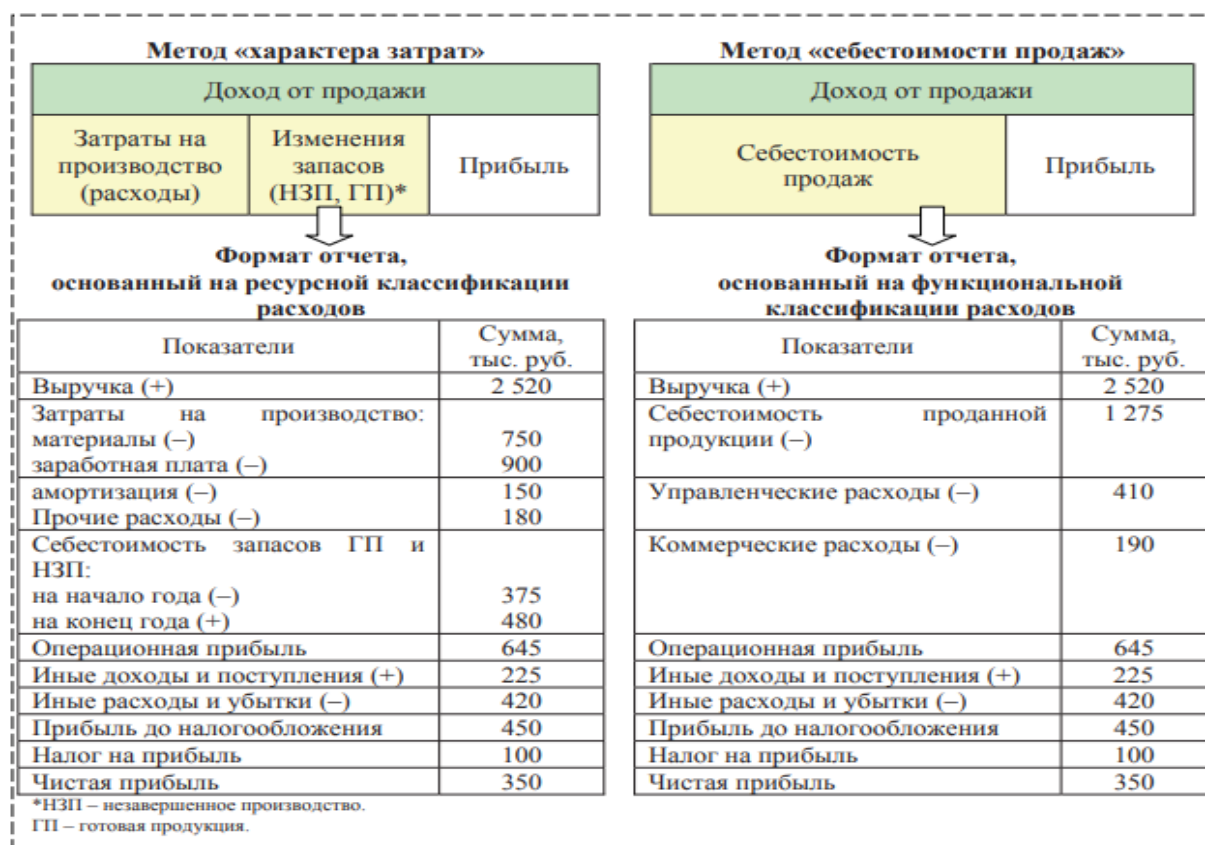 Метод «характера затрат»
Доход от продажи
Затраты на
производство
(расходы)
Изменения
запасов
(НЗП, ГП)*
Прибыль
Формат отчета,
основанный на ресурсной классификации
расходов
Показатели
Сумма,
тыс. руб.
Выручка (+) 2 520
Затраты на производство:
материалы (–) 750
заработная плата (–) 900
амортизация (–) 150
Прочие расходы (–) 180
Себестоимость запасов ГП и
НЗП:
на начало года (–) 375
на конец года (+) 480
Операционная прибыль 645
Иные доходы и поступления (+) 225
Иные расходы и убытки (–) 420
Прибыль до налогообложения 450
Налог на прибыль 100
Чистая прибыль 350
*НЗП – незавершенное производство.
ГП – готовая продукция.
Метод «себестоимости продаж»
Доход от продажи
Себестоимость
продаж
Прибыль
Формат отчета,
основанный на функциональной
классификации расходов
Показатели
Сумма,
тыс. руб.
Выручка (+) 2 520
Себестоимость проданной 1 275
продукции (–)
Управленческие расходы (–) 410
Коммерческие расходы (–) 190
Операционная прибыль 645
Иные доходы и поступления (+) 225
Иные расходы и убытки (–) 420
Прибыль до налогообложения 450
Налог на прибыль 100
Чистая прибыль 350